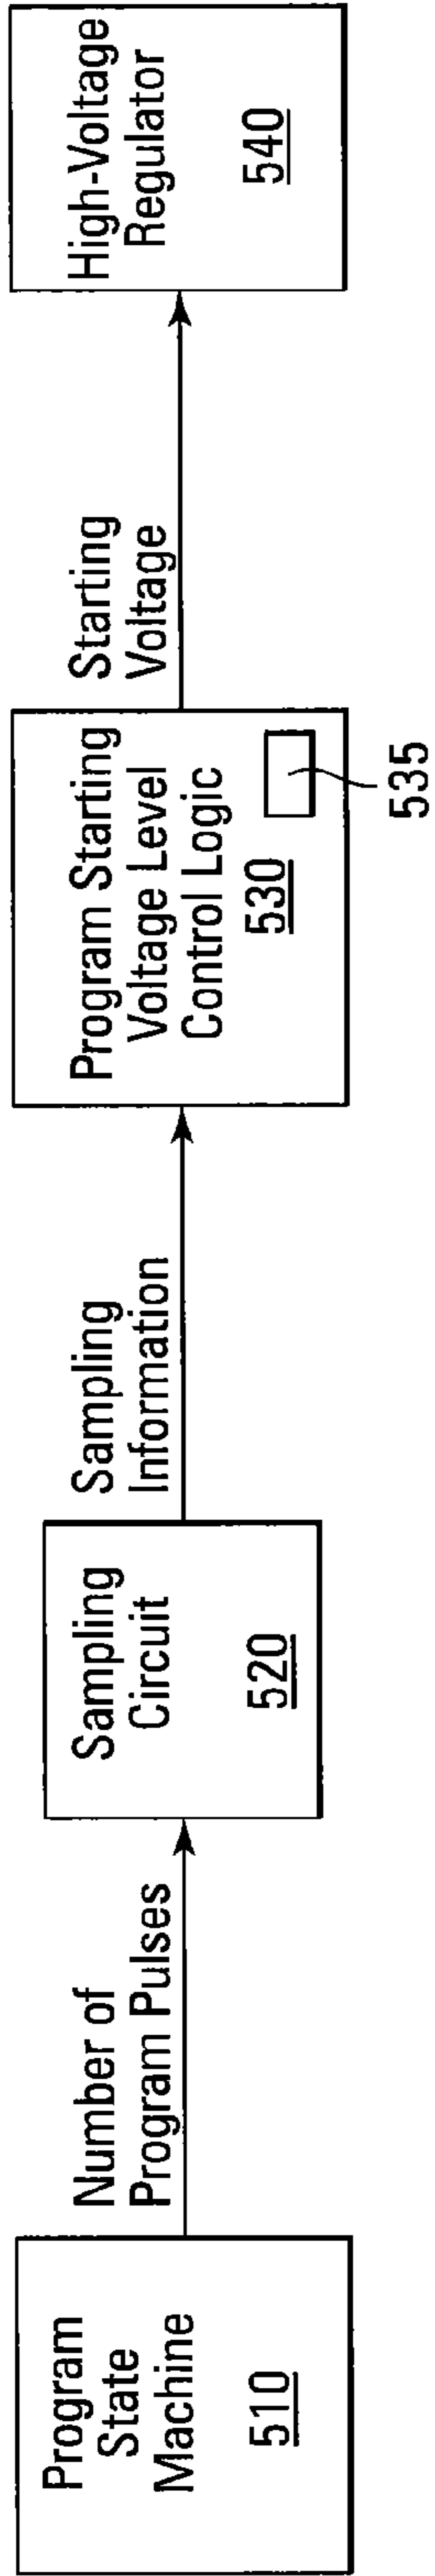 Program
State
Machine
510
Number of
Program Pulses
Sampling
Circuit
520
Sampling
Information
Program Starting
Voltage Level
Control Logic
530
535
Starting
Voltage
High-Voltage
Regulator
540